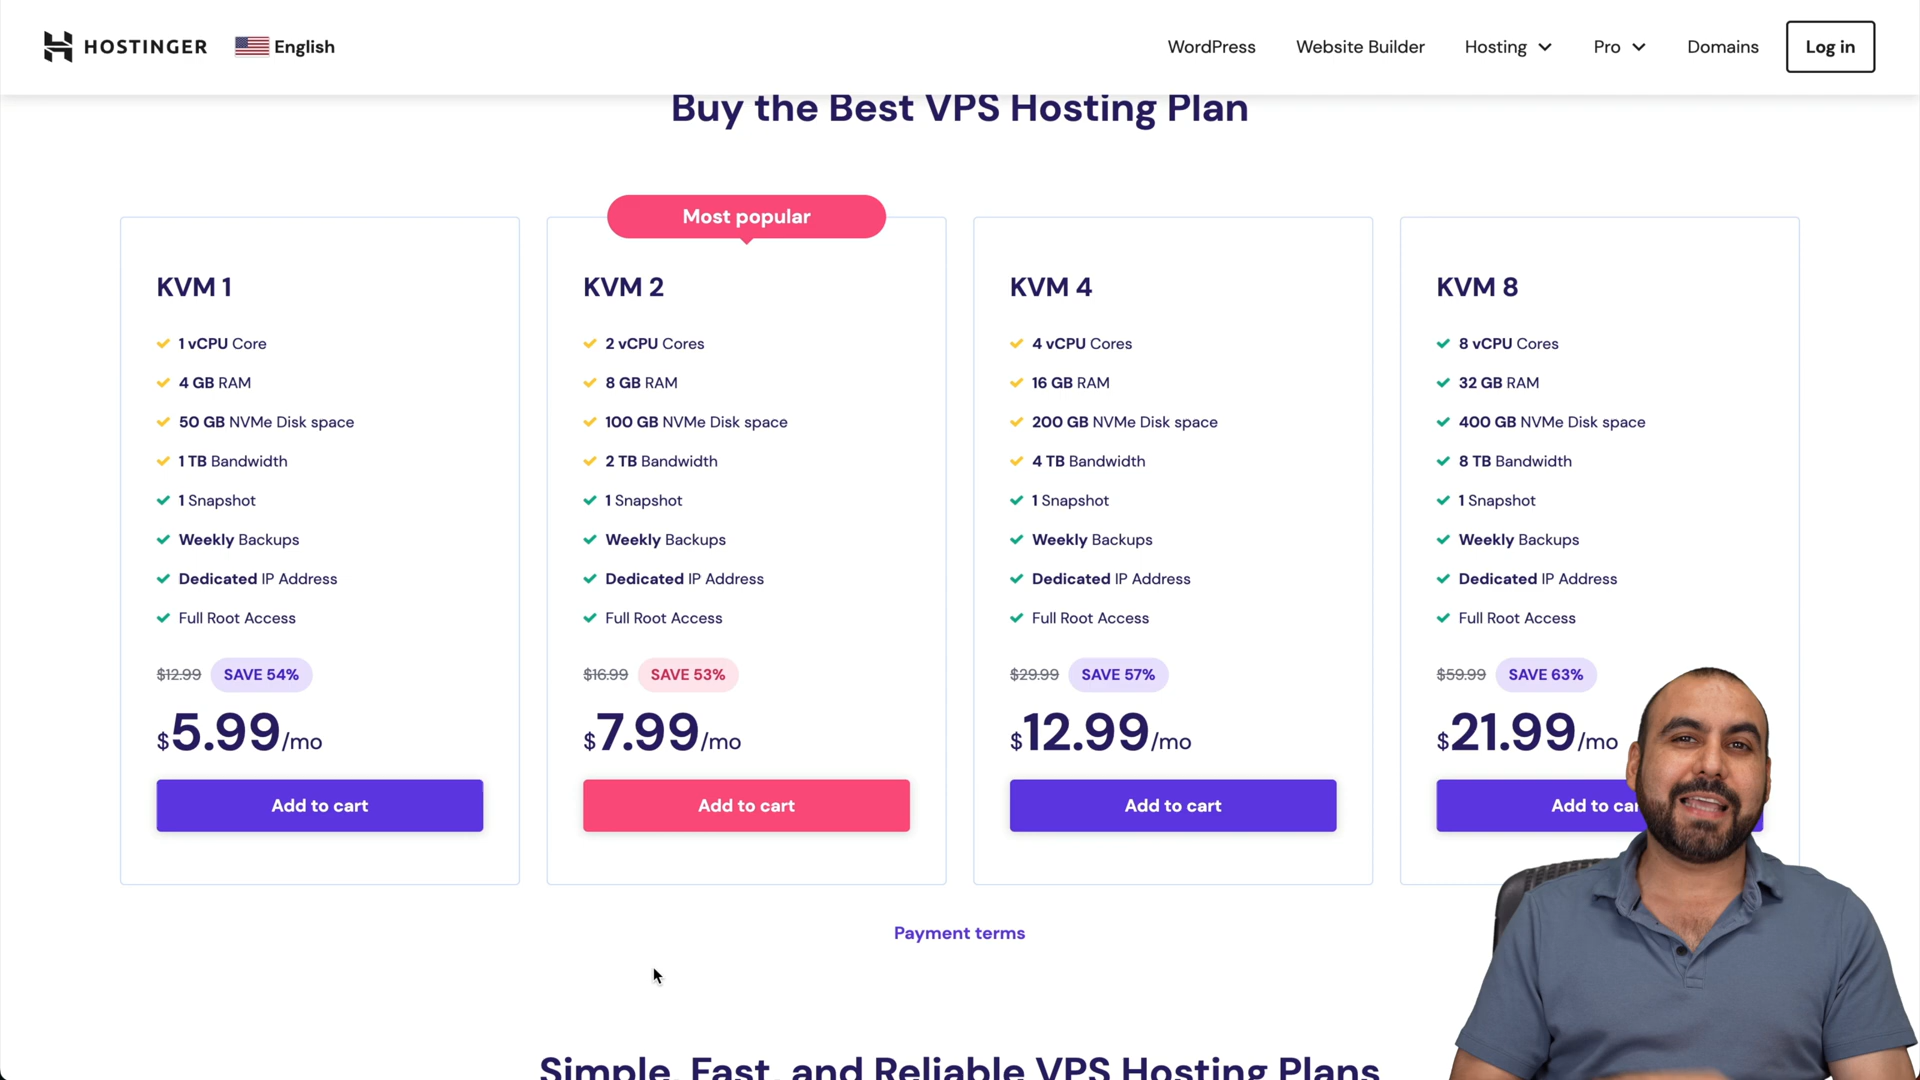 HOSTINGER
English
WordPress
Website Builder
Hosting
Pro
Domains
Log in
Buy the Best VPS Hosting Plan
KVM 1
1 vCPU Core
4 GB RAM
50 GB NVMe Disk space
1 TB Bandwidth
1 Snapshot
Weekly Backups
Dedicated IP Address
Full Root Access
$12.99 SAVE 54%
$5.99/mo
Add to cart
Most popular
KVM 2
2 vCPU Cores
8 GB RAM
100 GB NVMe Disk space
2 TB Bandwidth
1 Snapshot
Weekly Backups
Dedicated IP Address
Full Root Access
$16.99 SAVE 53%
$7.99/mo
Add to cart
KVM 4
4 vCPU Cores
16 GB RAM
200 GB NVMe Disk space
4 TB Bandwidth
1 Snapshot
Weekly Backups
Dedicated IP Address
Full Root Access
$29.99 SAVE 57%
$12.99/mo
Add to cart
KVM 8
8 vCPU Cores
32 GB RAM
400 GB NVMe Disk space
8 TB Bandwidth
1 Snapshot
Weekly Backups
Dedicated IP Address
Full Root Access
$59.99 SAVE 63%
$21.99/mo
Add to car
Payment terms
Simple, Fast, and Reliable VPS Hosting Plans